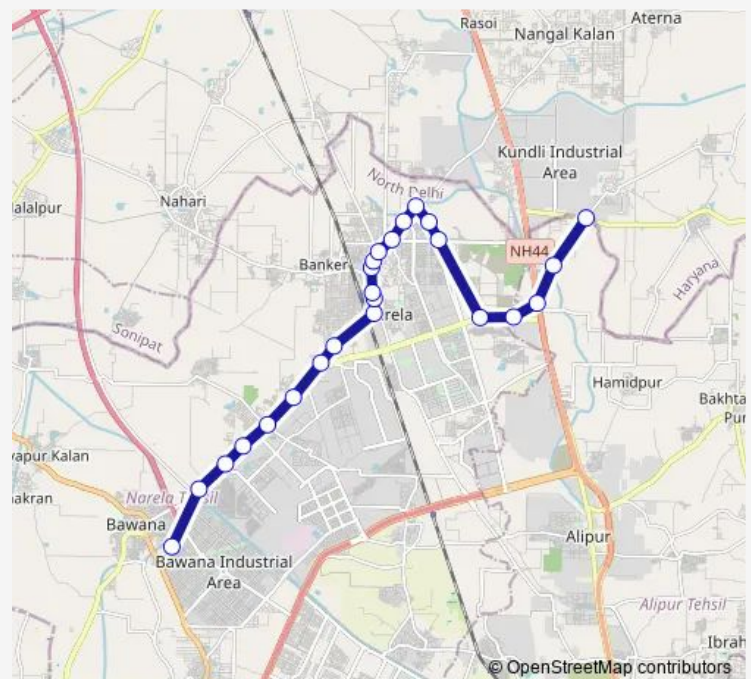 Rasoi
Aterna
Nangal Kalan
Kundli Industrial
Area
North Delhi
Nahari
alalpur
NH44
Banker
Haryana
Sonipat
rela
Hamidpur
Bakhta
Pur
vapur Kalan
akran
Narela Tehsil
Bawana
Alipur
Bawana Industrial
Area
Alipur Tehsil
Ibrah
© OpenStreetMap contributors